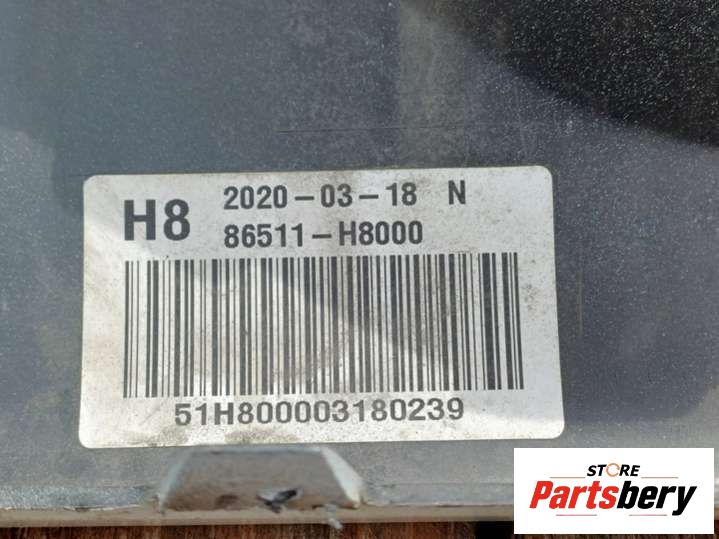 H8
2020-03-18 N
86511-H8000
51H800003180239
STORE
Partsbery